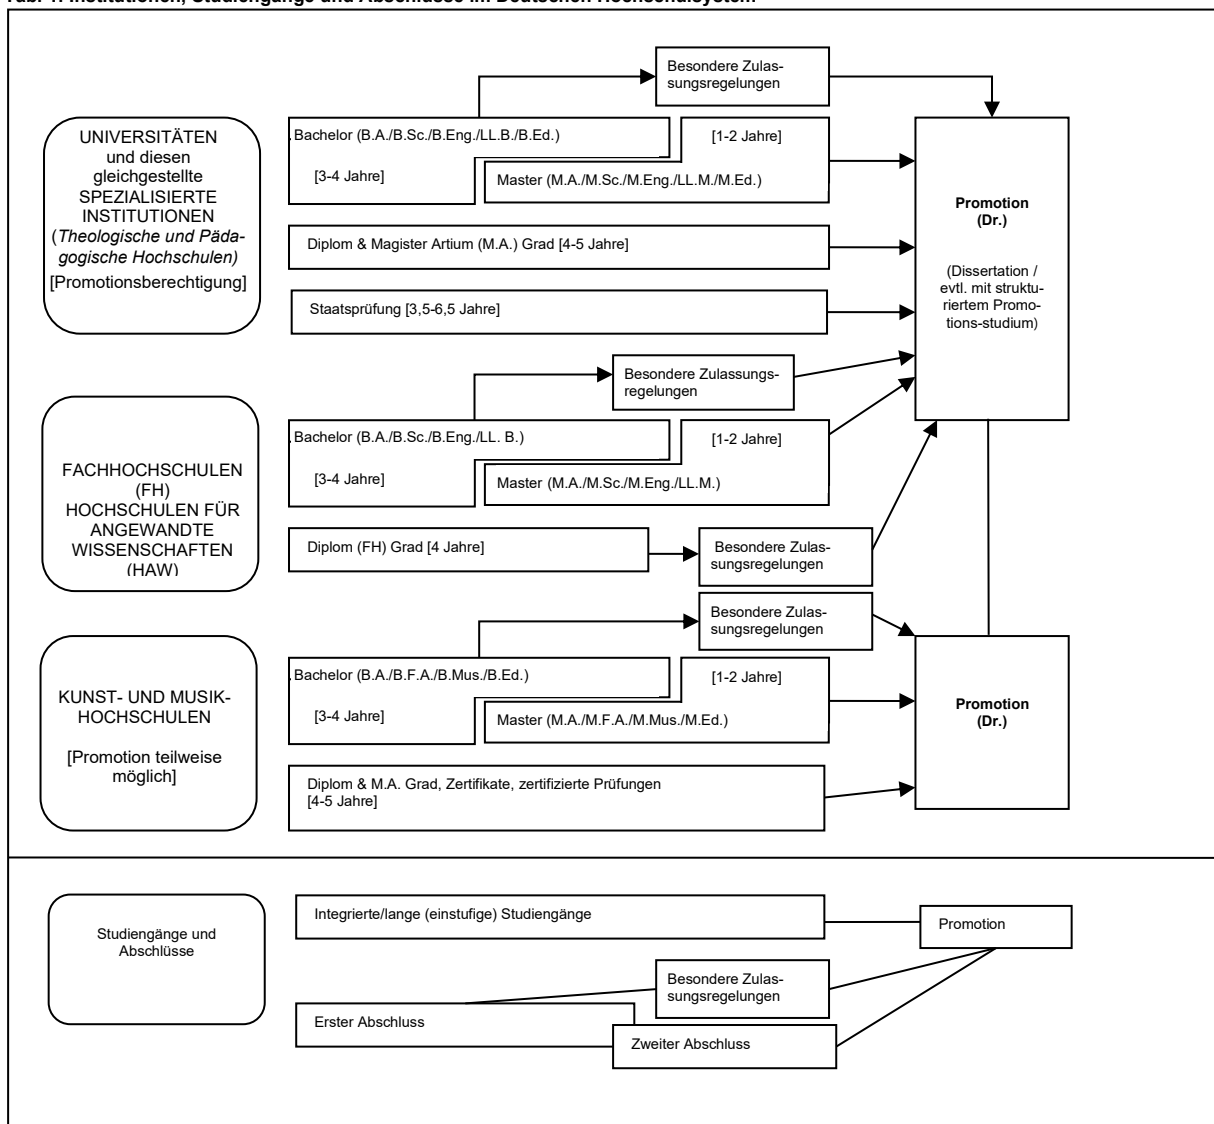 Tab. 1: Institutionen, Studiengänge und Abschlüsse im Deutschen Hochschulsystem
Besondere Zulas-
sungsregelungen
UNIVERSITÄTEN
und diesen
gleichgestellte
SPEZIALISIERTE
INSTITUTIONEN
(Theologische und Päda-
gogische Hochschulen)
[Promotionsberechtigung]
Bachelor (B.A./B.Sc./B.Eng./LL.B./B.Ed.)
[3-4 Jahre]
[1-2 Jahre]
Master (M.A./M.Sc./M.Eng./LL.M./M.Ed.)
Diplom & Magister Artium (M.A.) Grad [4-5 Jahre]
Staatsprüfung [3,5-6,5 Jahre]
Promotion
(Dr.)
(Dissertation /
evtl. mit struktu-
riertem Promo-
tions-studium)
Besondere Zulassungs-
regelungen
FACHHOCHSCHULEN
(FH)
HOCHSCHULEN FÜR
ANGEWANDTE
WISSENSCHAFTEN
(HAW)
Bachelor (B.A./B.Sc./B.Eng./LL. B.)
[3-4 Jahre]
[1-2 Jahre]
Master (M.A./M.Sc./M.Eng./LL.M.)
Diplom (FH) Grad [4 Jahre]
Besondere Zulas-
sungsregelungen
Besondere Zulas-
sungsregelungen
KUNST- UND MUSIK-
HOCHSCHULEN
[Promotion teilweise
möglich]
Bachelor (B.A./B.F.A./B.Mus./B.Ed.)
[3-4 Jahre]
[1-2 Jahre]
Master (M.A./M.F.A./M.Mus./M.Ed.)
Diplom & M.A. Grad, Zertifikate, zertifizierte Prüfungen
[4-5 Jahre]
Promotion
(Dr.)
Studiengänge und
Abschlüsse
Integrierte/lange (einstufige) Studiengänge
Promotion
Besondere Zulas-
sungsregelungen
Erster Abschluss
Zweiter Abschluss